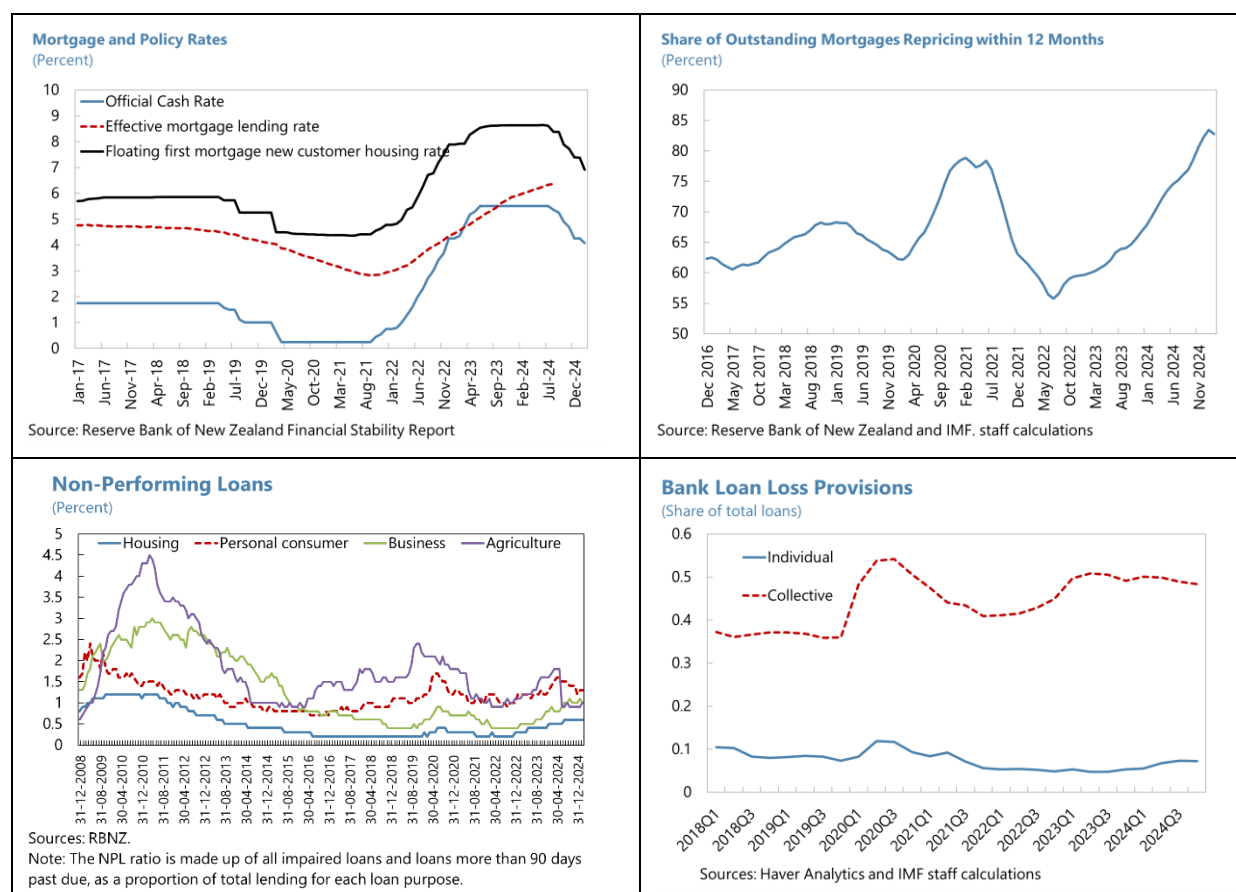 Mortgage and Policy Rates
(Percent)
10
9
8
7
6
5
4
3
2
1
0
Official Cash Rate
Effective mortgage lending rate
Floating first mortgage new customer housing rate
Jan-17
Jun-17
Nov-17
Apr-18
Sep-18
Feb-19
Jul-19
Dec-19
May-20
Oct-20
Mar-21
Aug-21
Jan-22
Jun-22
Nov-22
Apr-23
Sep-23
Feb-24
Jul-24
Dec-24
Source: Reserve Bank of New Zealand Financial Stability Report
Share of Outstanding Mortgages Repricing within 12 Months
(Percent)
90
85
80
75
70
65
60
55
50
Dec 2016
May 2017
Oct 2017
Mar 2018
Aug 2018
Jan 2019
Jun 2019
Nov 2019
Apr 2020
Sep 2020
Feb 2021
Jul 2021
Dec 2021
May 2022
Oct 2022
Mar 2023
Aug 2023
Jan 2024
Jun 2024
Nov 2024
Source: Reserve Bank of New Zealand and IMF. staff calculations
Non-Performing Loans
(Percent)
5
4.5
4
3.5
3
2.5
2
1.5
1
0.5
0
Housing
Personal consumer
Business
Agriculture
31-12-2008
31-08-2009
30-04-2010
31-12-2010
31-08-2011
30-04-2012
31-12-2012
31-08-2013
30-04-2014
31-12-2014
31-08-2015
30-04-2016
31-12-2016
31-08-2017
30-04-2018
31-12-2018
31-08-2019
30-04-2020
31-12-2020
31-08-2021
30-04-2022
31-12-2022
31-08-2023
30-04-2024
31-12-2024
Sources: RBNZ.
Note: The NPL ratio is made up of all impaired loans and loans more than 90 days
past due, as a proportion of total lending for each loan purpose.
Bank Loan Loss Provisions
(Share of total loans)
0.6
0.5
0.4
0.3
0.2
0.1
0
Individual
Collective
2018Q1
2018Q3
2019Q1
2019Q3
2020Q1
2020Q3
2021Q1
2021Q3
2022Q1
2022Q3
2023Q1
2023Q3
2024Q1
2024Q3
Sources: Haver Analytics and IMF staff calculations